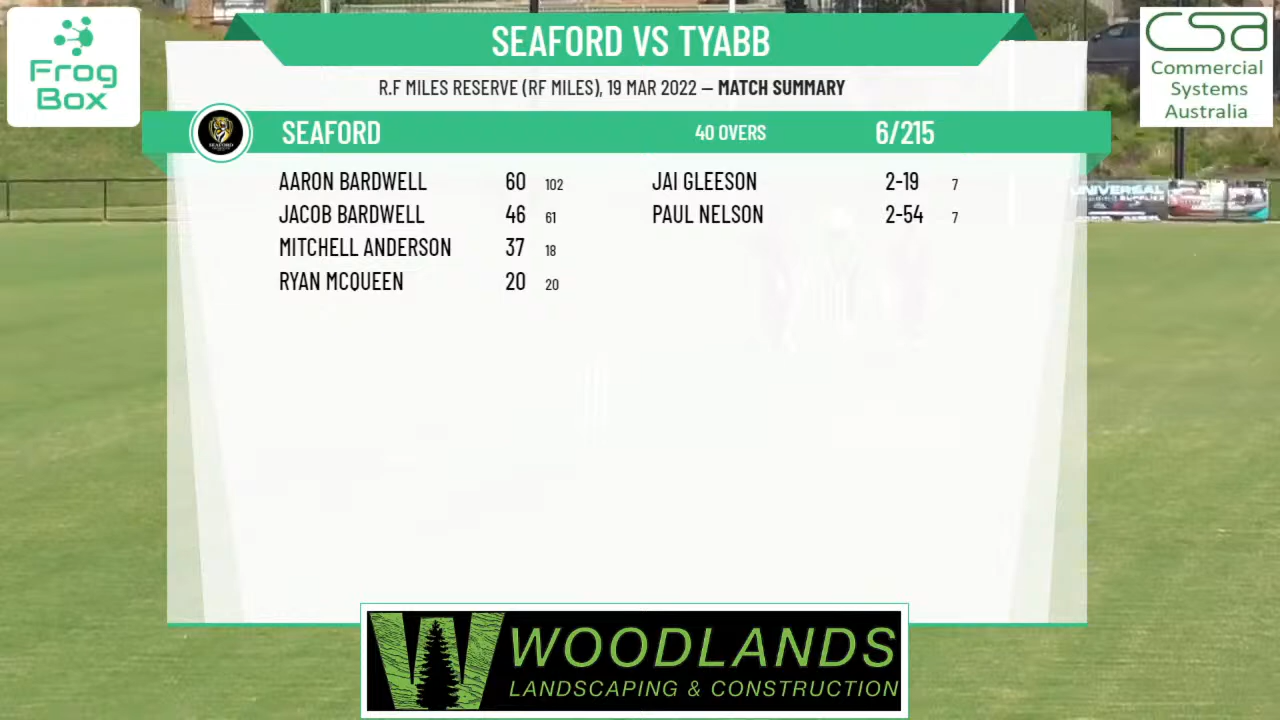 Frog
Box
SEAFORD VS TYABB
CSA
Commercial
Systems
Australia
R.F MILES RESERVE (RF MILES), 19 MAR 2022 – MATCH SUMMARY
SEAFORD 40 OVERS 6/215
AARON BARDWELL 60 102 JAI GLEESON 2-19 7
JACOB BARDWELL 46 61 PAUL NELSON 2-54 7
MITCHELL ANDERSON 37 18
RYAN MCQUEEN 20 20
UNIVERSAL
WOODLANDS
LANDSCAPING & CONSTRUCTION